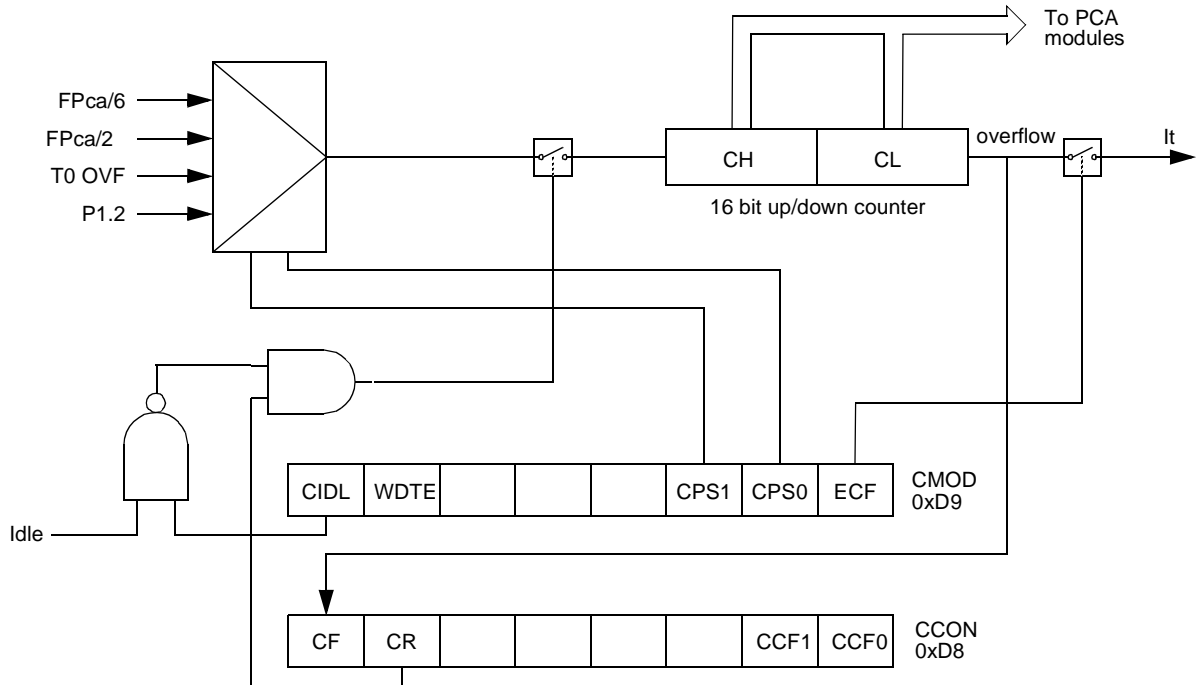 To PCA
modules
FPca/6
FPca/2
T0 OVF
P1.2
CH
CL
overflow
It
16 bit up/down counter
CIDL
WDTE
CPS1
CPS0
ECF
CMOD
0xD9
Idle
CF
CR
CCF1
CCF0
CCON
0xD8